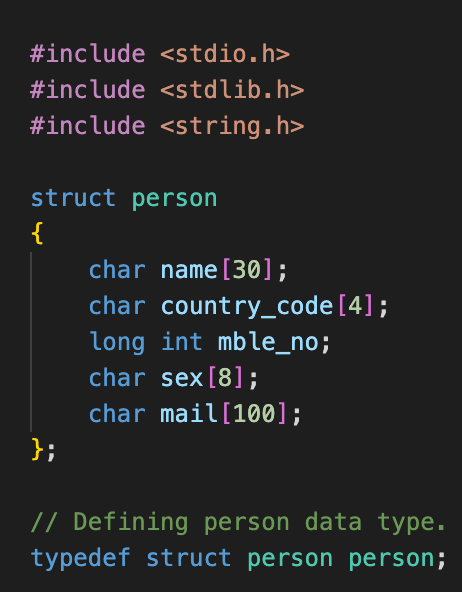 #include <stdio.h>
#include <stdlib.h>
#include <string.h>
struct person
{
    char name[30];
    char country_code[4];
    long int mble_no;
    char sex[8];
    char mail[100];
};
// Defining person data type.
typedef struct person person;